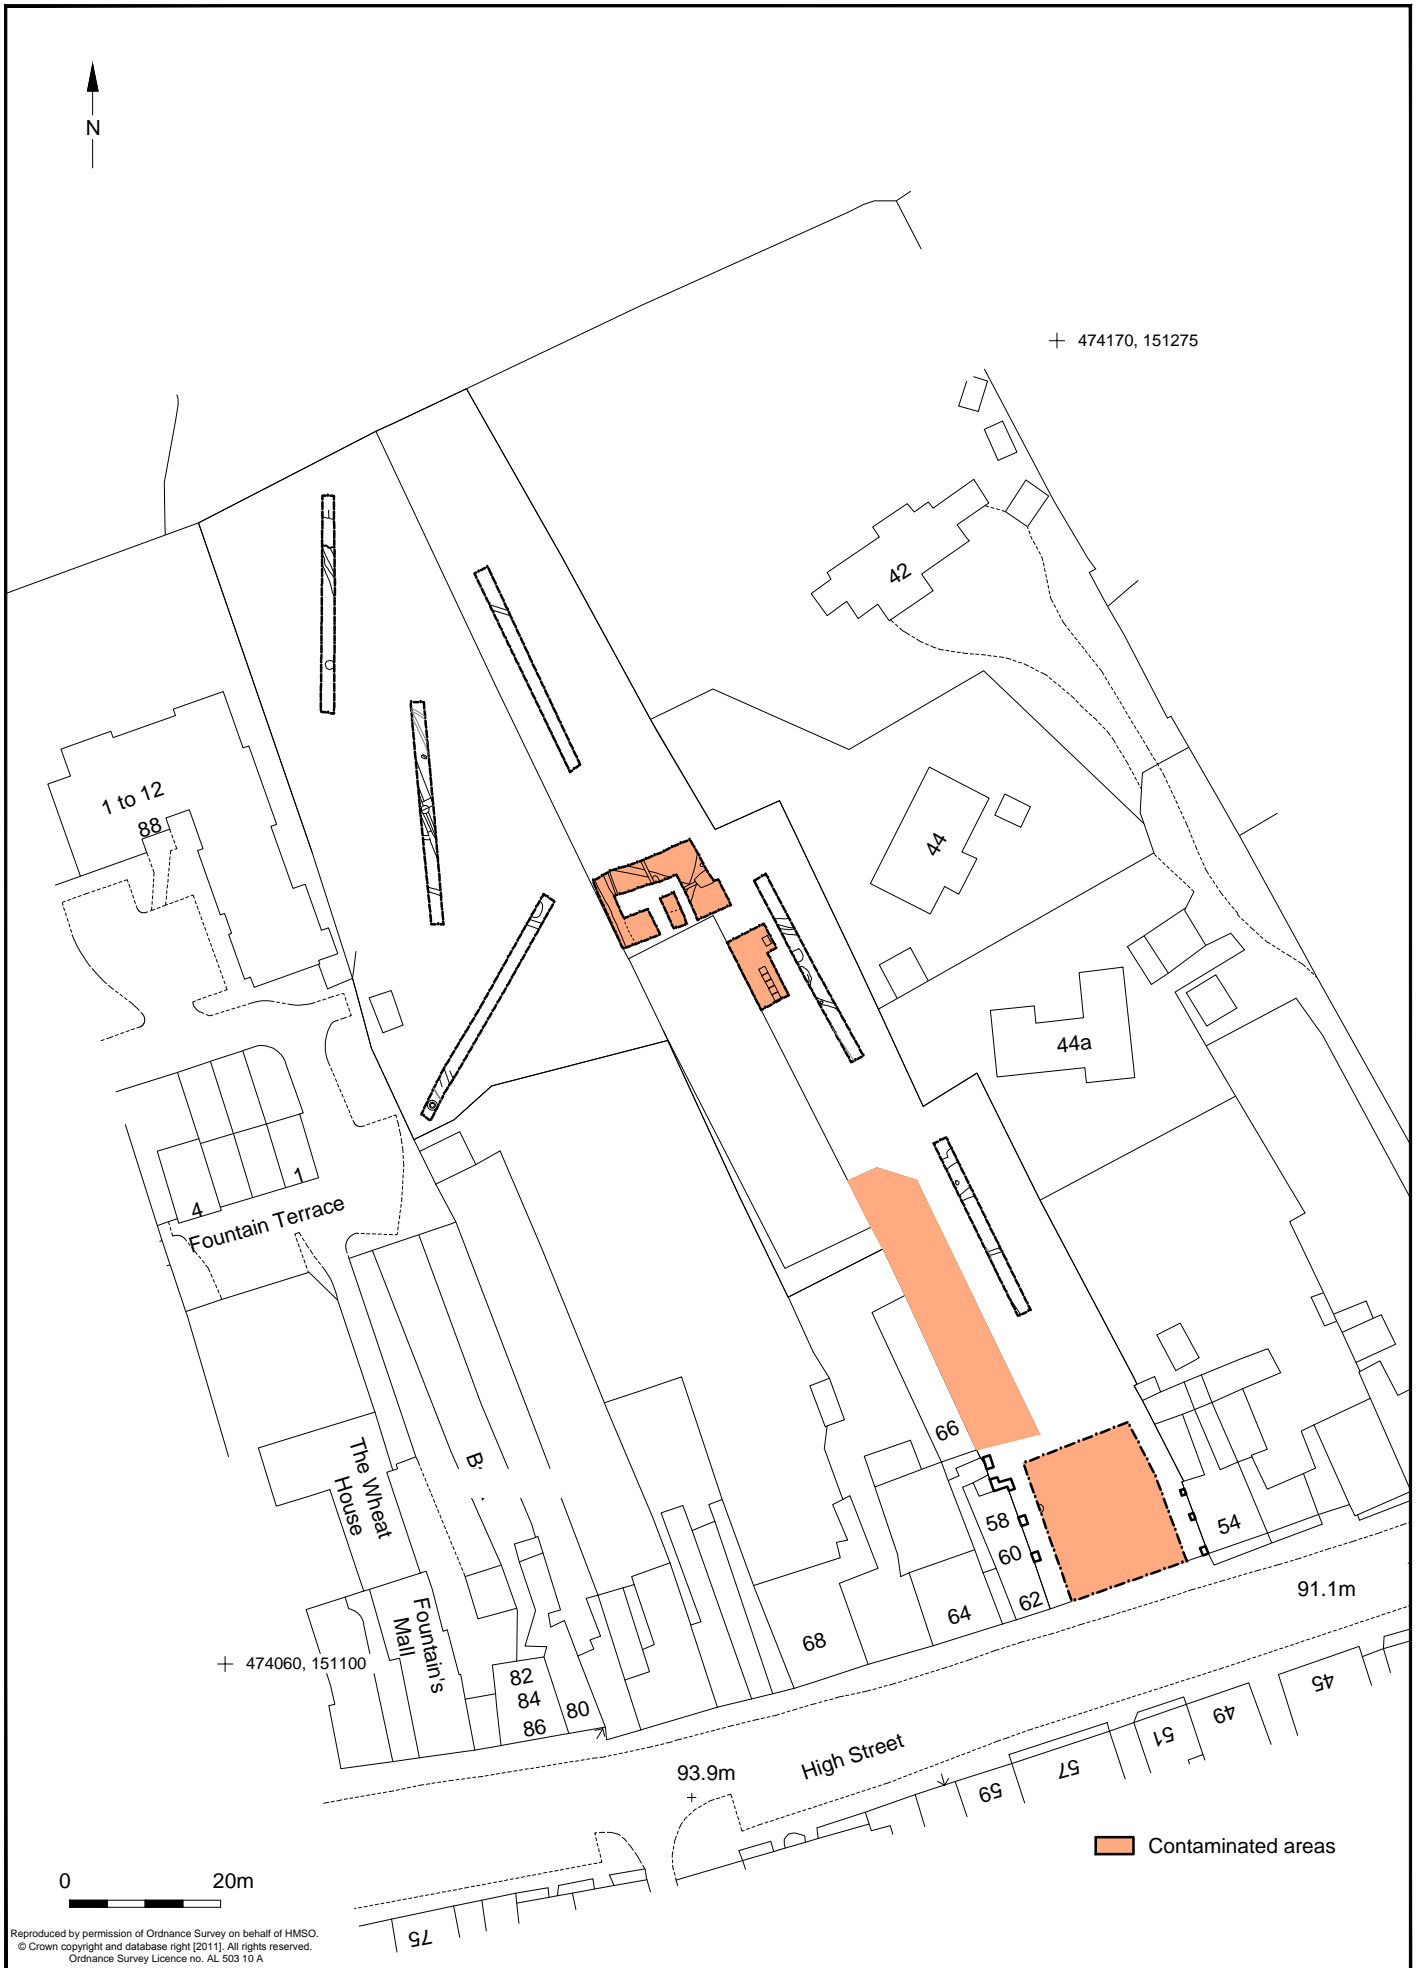 N
474170, 151275
42
1 to 12
88
44
44a
1
4
Fountain Terrace
66
The Wheat
House
58
54
60
91.1m
62
64
Fountain's
Mall
68
474060, 151100
82
84
80
86
45
49
51
High Street
57
93.9m
59
Contaminated areas
0 20m
75
Reproduced by permission of Ordnance Survey on behalf of HMSO.
© Crown copyright and database right [2011]. All rights reserved.
Ordnance Survey Licence no. AL 503 10 A